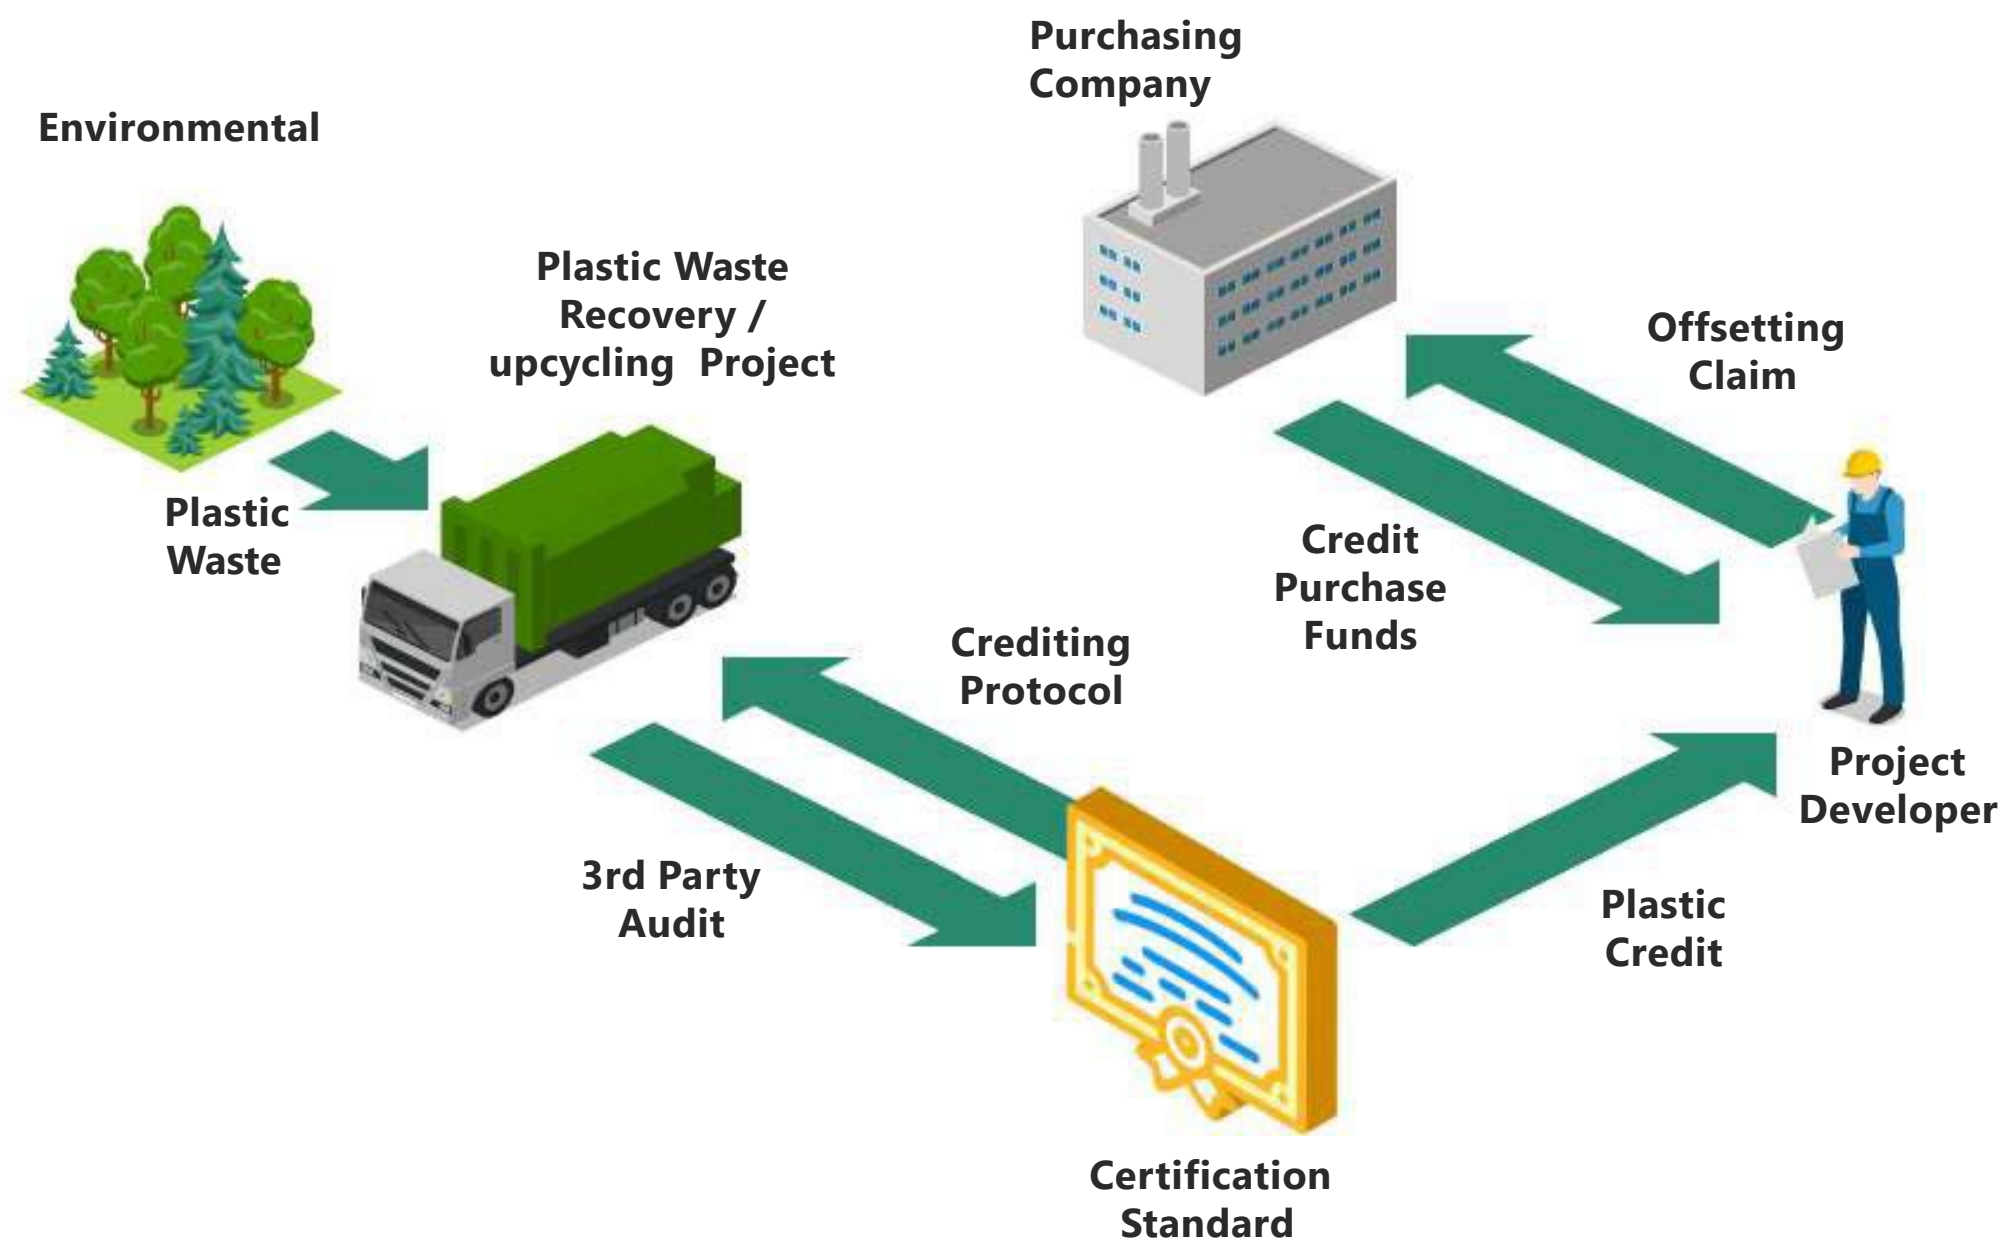 Purchasing
Company
Environmental
Plastic Waste
Recovery /
upcycling  Project
Offsetting
Claim
Plastic
Waste
Credit
Purchase
Funds
Crediting
Protocol
Project
Developer
3rd Party
Audit
Plastic
Credit
Certification
Standard